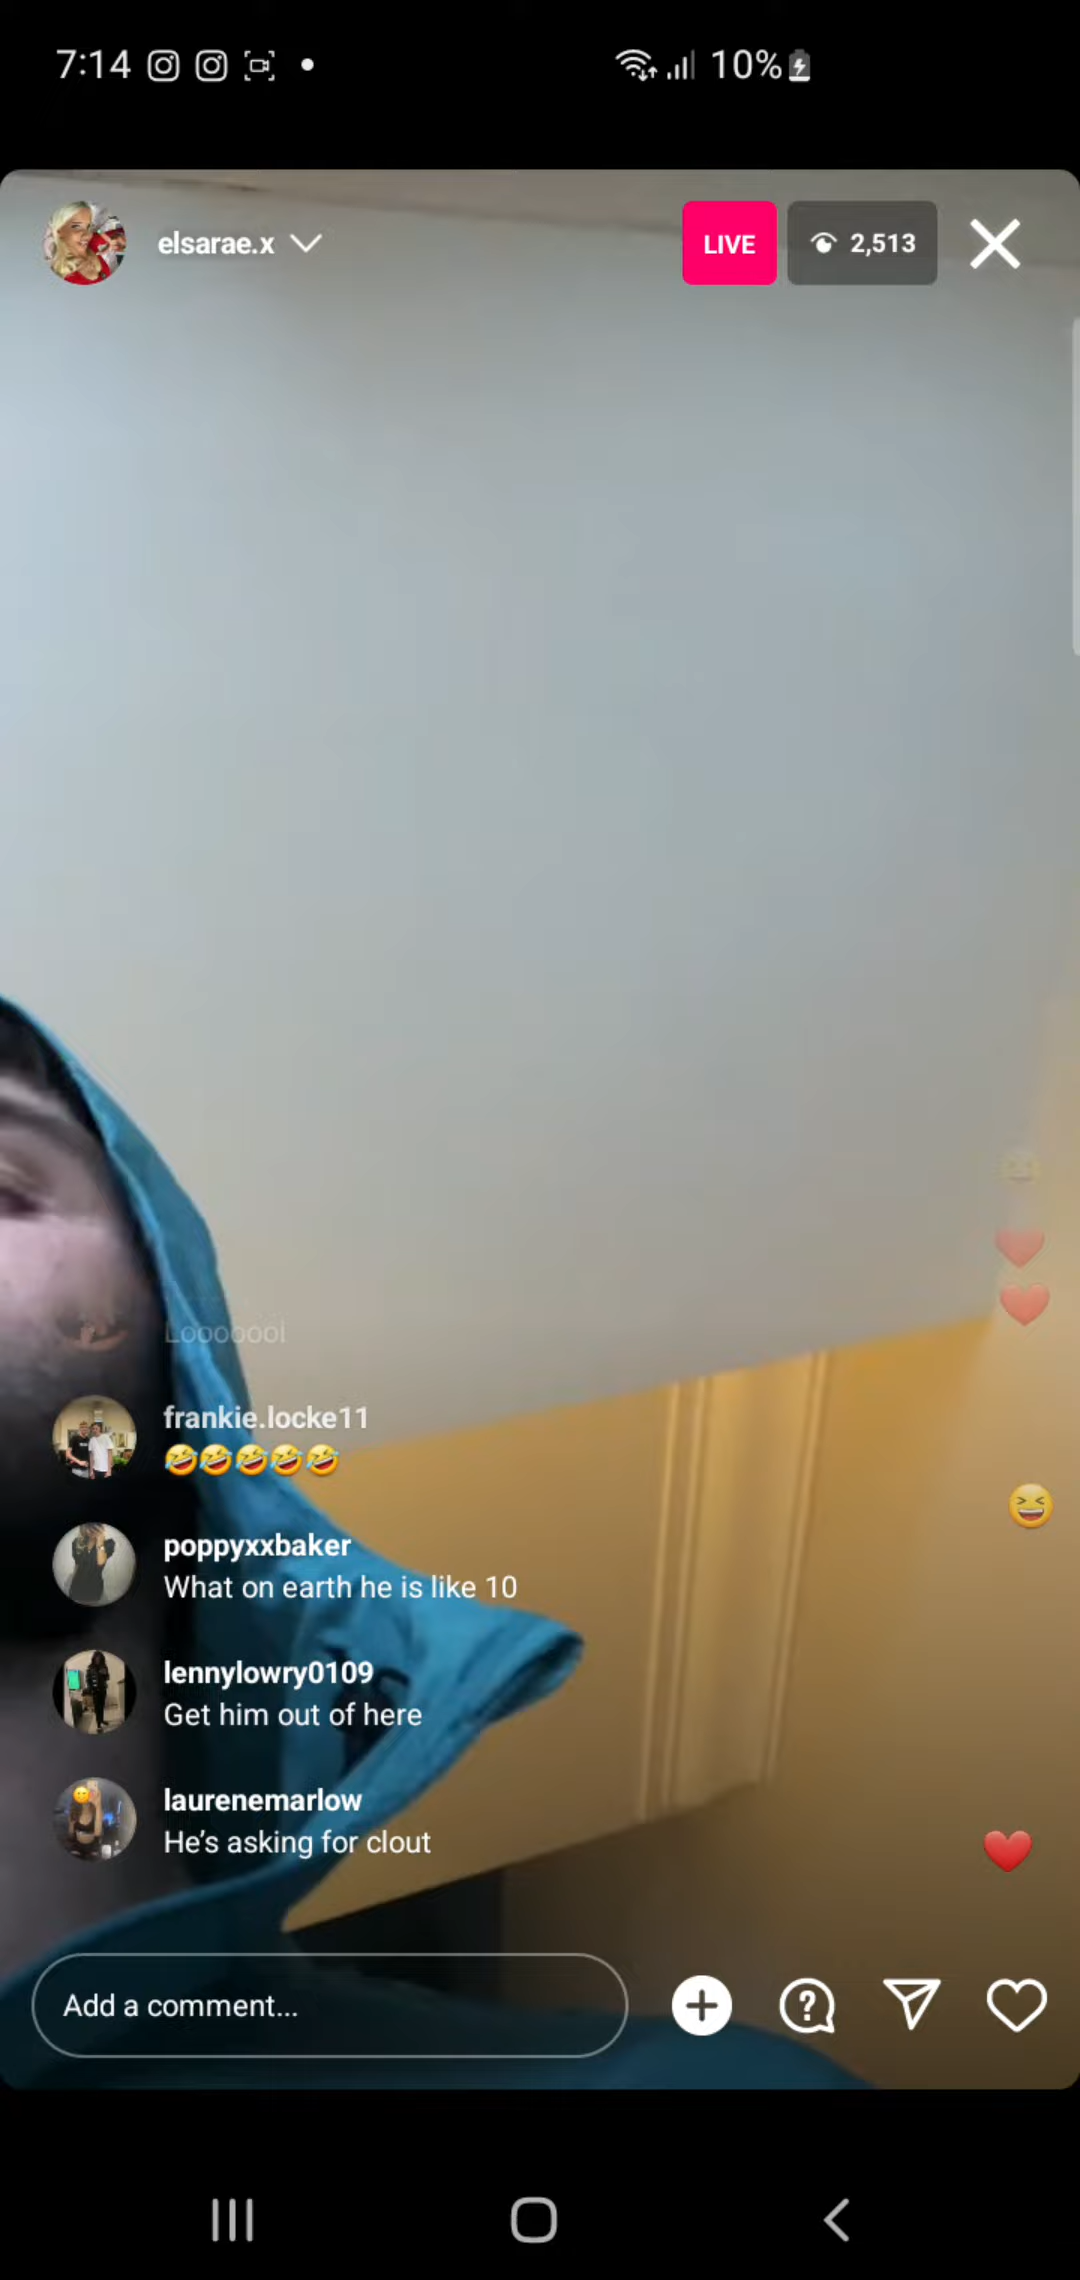 7:14
10%
elsarae.x
LIVE
2,513
Looooool
frankie.locke11
🤣🤣🤣🤣🤣
poppyxxbaker
What on earth he is like 10
lennylowry0109
Get him out of here
laurenemarlow
He's asking for clout
Add a comment...